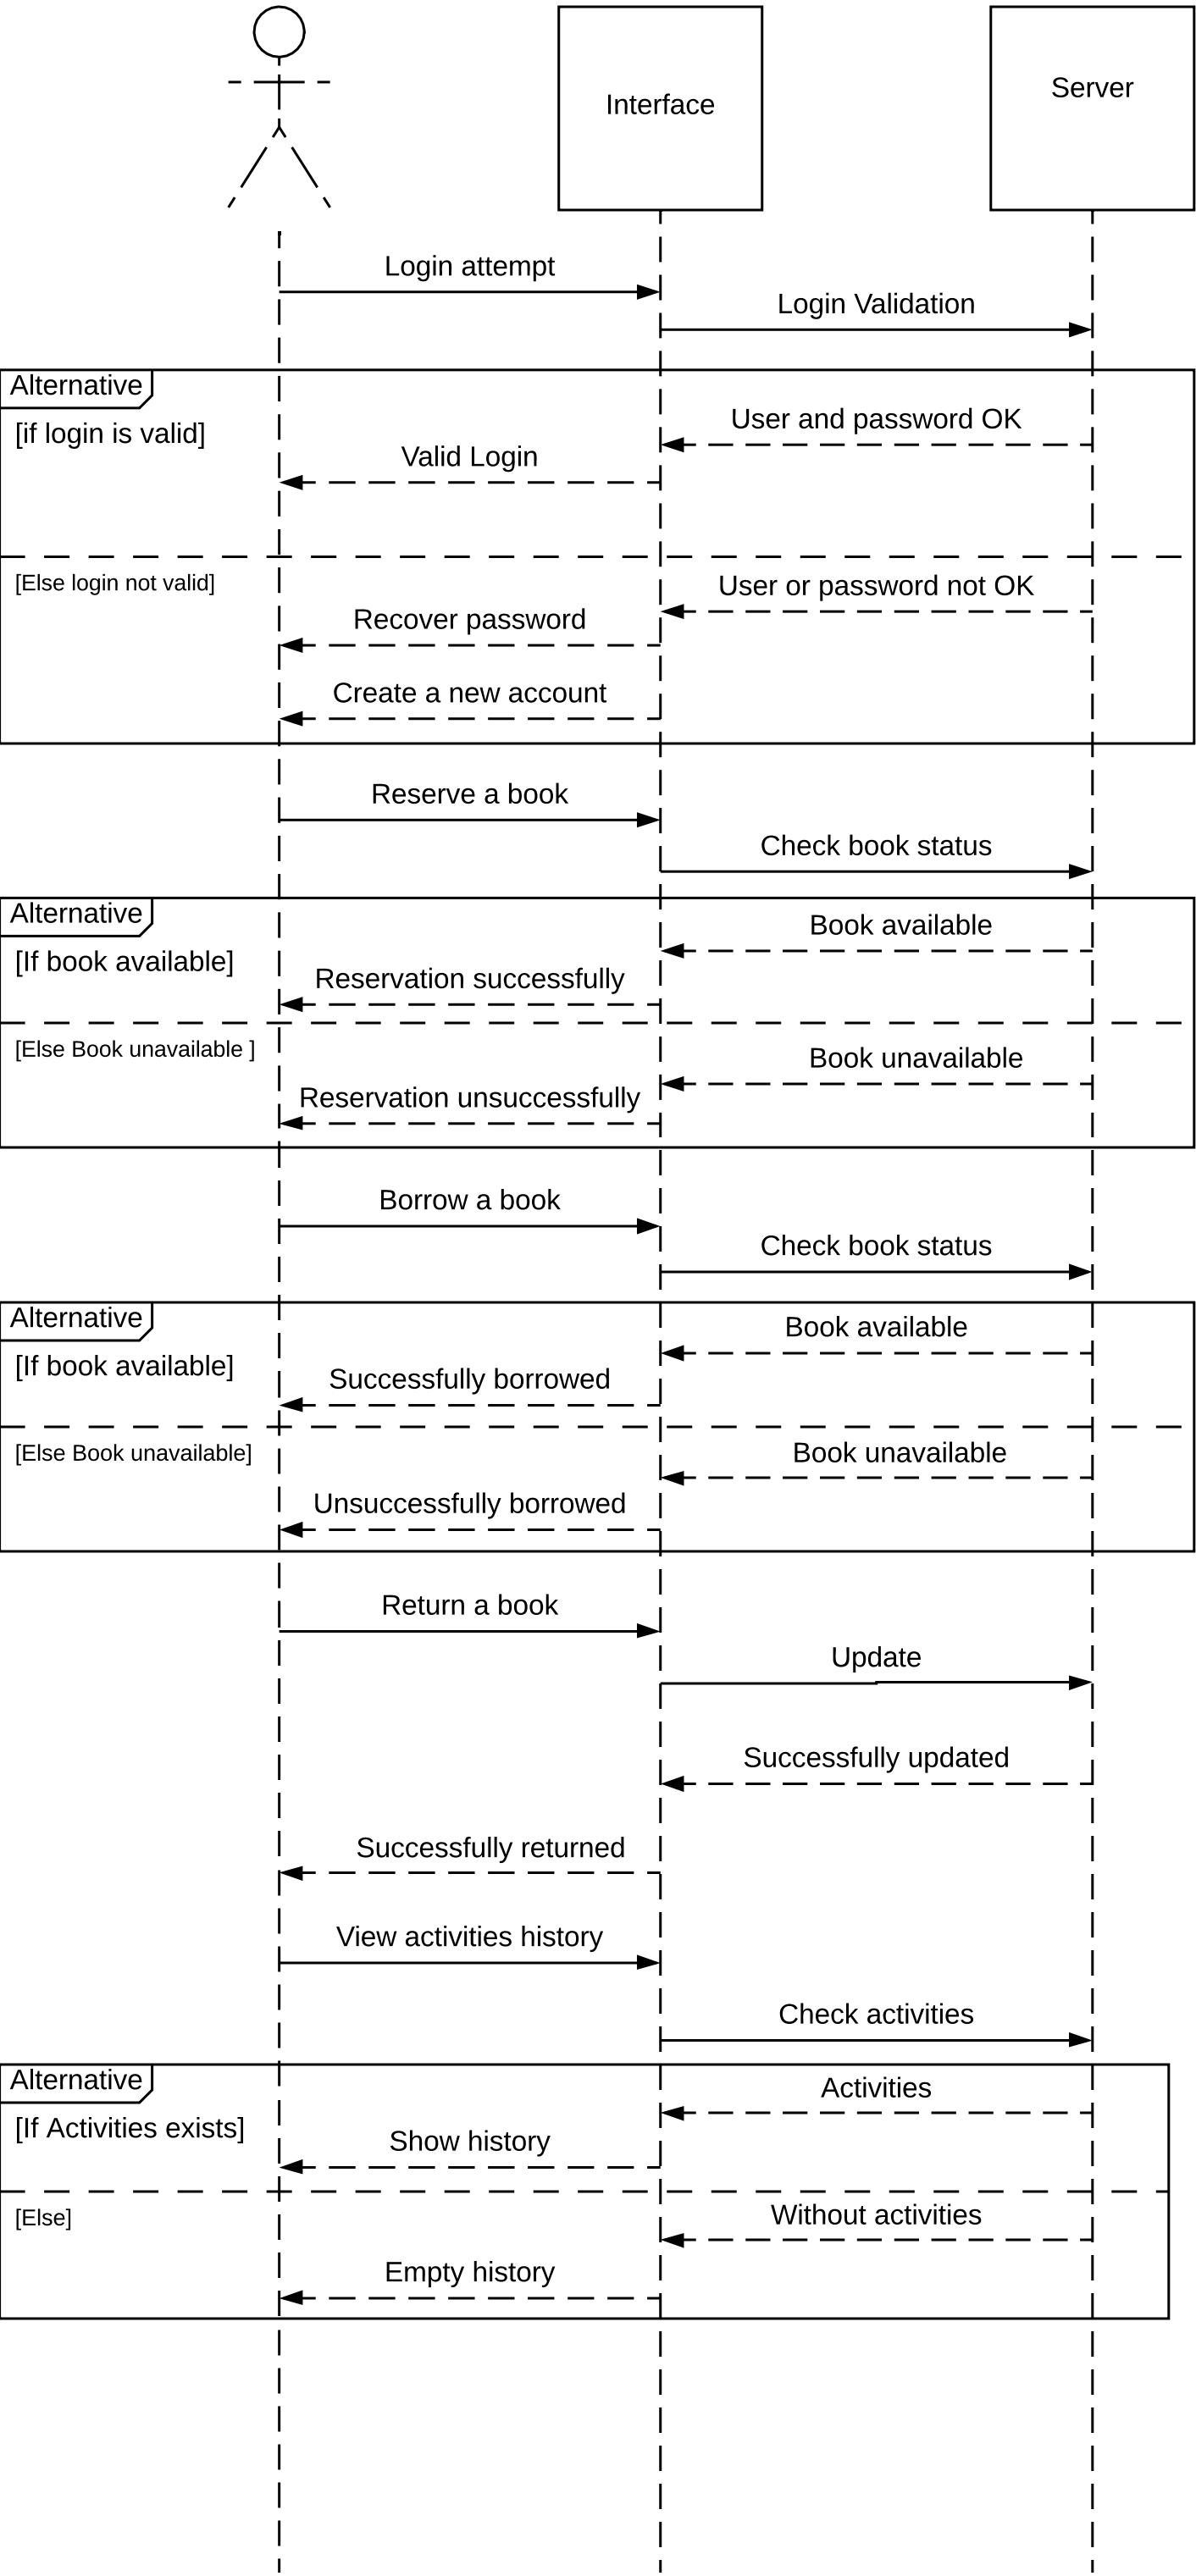 Interface
Server
Login attempt
Login Validation
Alternative
[if login is valid]
User and password OK
Valid Login
[Else login not valid]
User or password not OK
Recover password
Create a new account
Reserve a book
Check book status
Alternative
[If book available]
Book available
Reservation successfully
[Else Book unavailable ]
Book unavailable
Reservation unsuccessfully
Borrow a book
Check book status
Alternative
[If book available]
Book available
Successfully borrowed
[Else Book unavailable]
Book unavailable
Unsuccessfully borrowed
Return a book
Update
Successfully updated
Successfully returned
View activities history
Check activities
Alternative
[If Activities exists]
Activities
Show history
[Else]
Without activities
Empty history